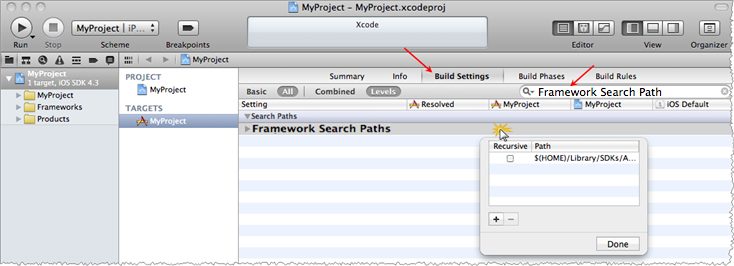 MyProject – MyProject.xcodeproj
MyProject | iP...
Xcode
Run Stop Scheme Breakpoints Editor View Organizer
MyProject
MyProject
1 target, iOS SDK 4.3
MyProject
Frameworks
Products
PROJECT
MyProject
TARGETS
MyProject
Summary Info Build Settings Build Phases Build Rules
Basic All Combined Levels Framework Search Path
Setting Resolved MyProject MyProject iOS Default
Search Paths
Framework Search Paths
Recursive Path
$(HOME)/Library/SDKs/A...
+ −
Done